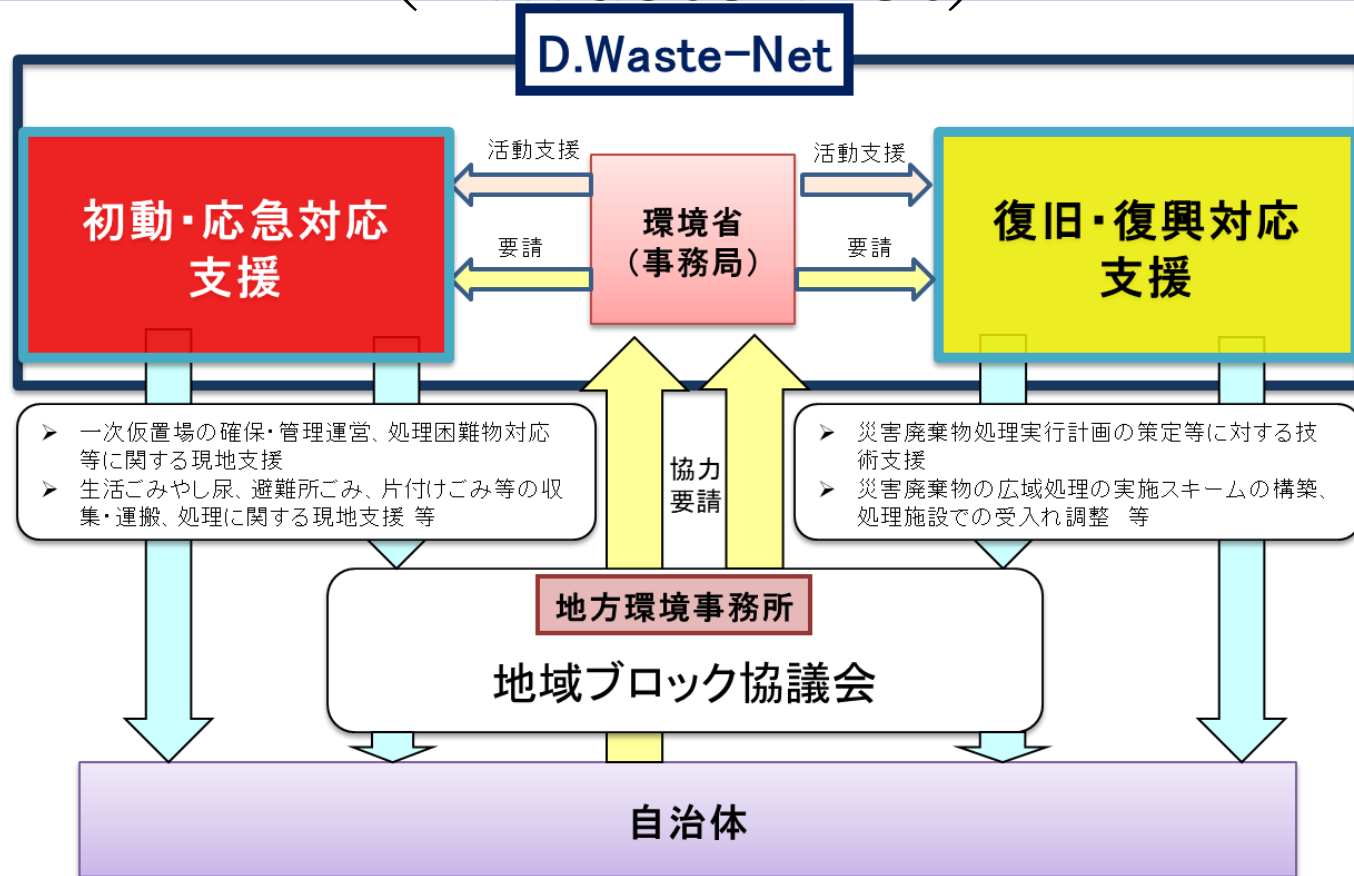 D.Waste-Net
活動支援
活動支援
初動・応急対応
支援
環境省
（事務局）
復旧・復興対応
支援
要請
要請
➢ 一次仮置場の確保・管理運営、処理困難物対応
等に関する現地支援
➢ 生活ごみやし尿、避難所ごみ、片付けごみ等の収
集・運搬、処理に関する現地支援 等
協力
要請
➢ 災害廃棄物処理実行計画の策定等に対する技
術支援
➢ 災害廃棄物の広域処理の実施スキームの構築、
処理施設での受入れ調整 等
地方環境事務所
地域ブロック協議会
自治体